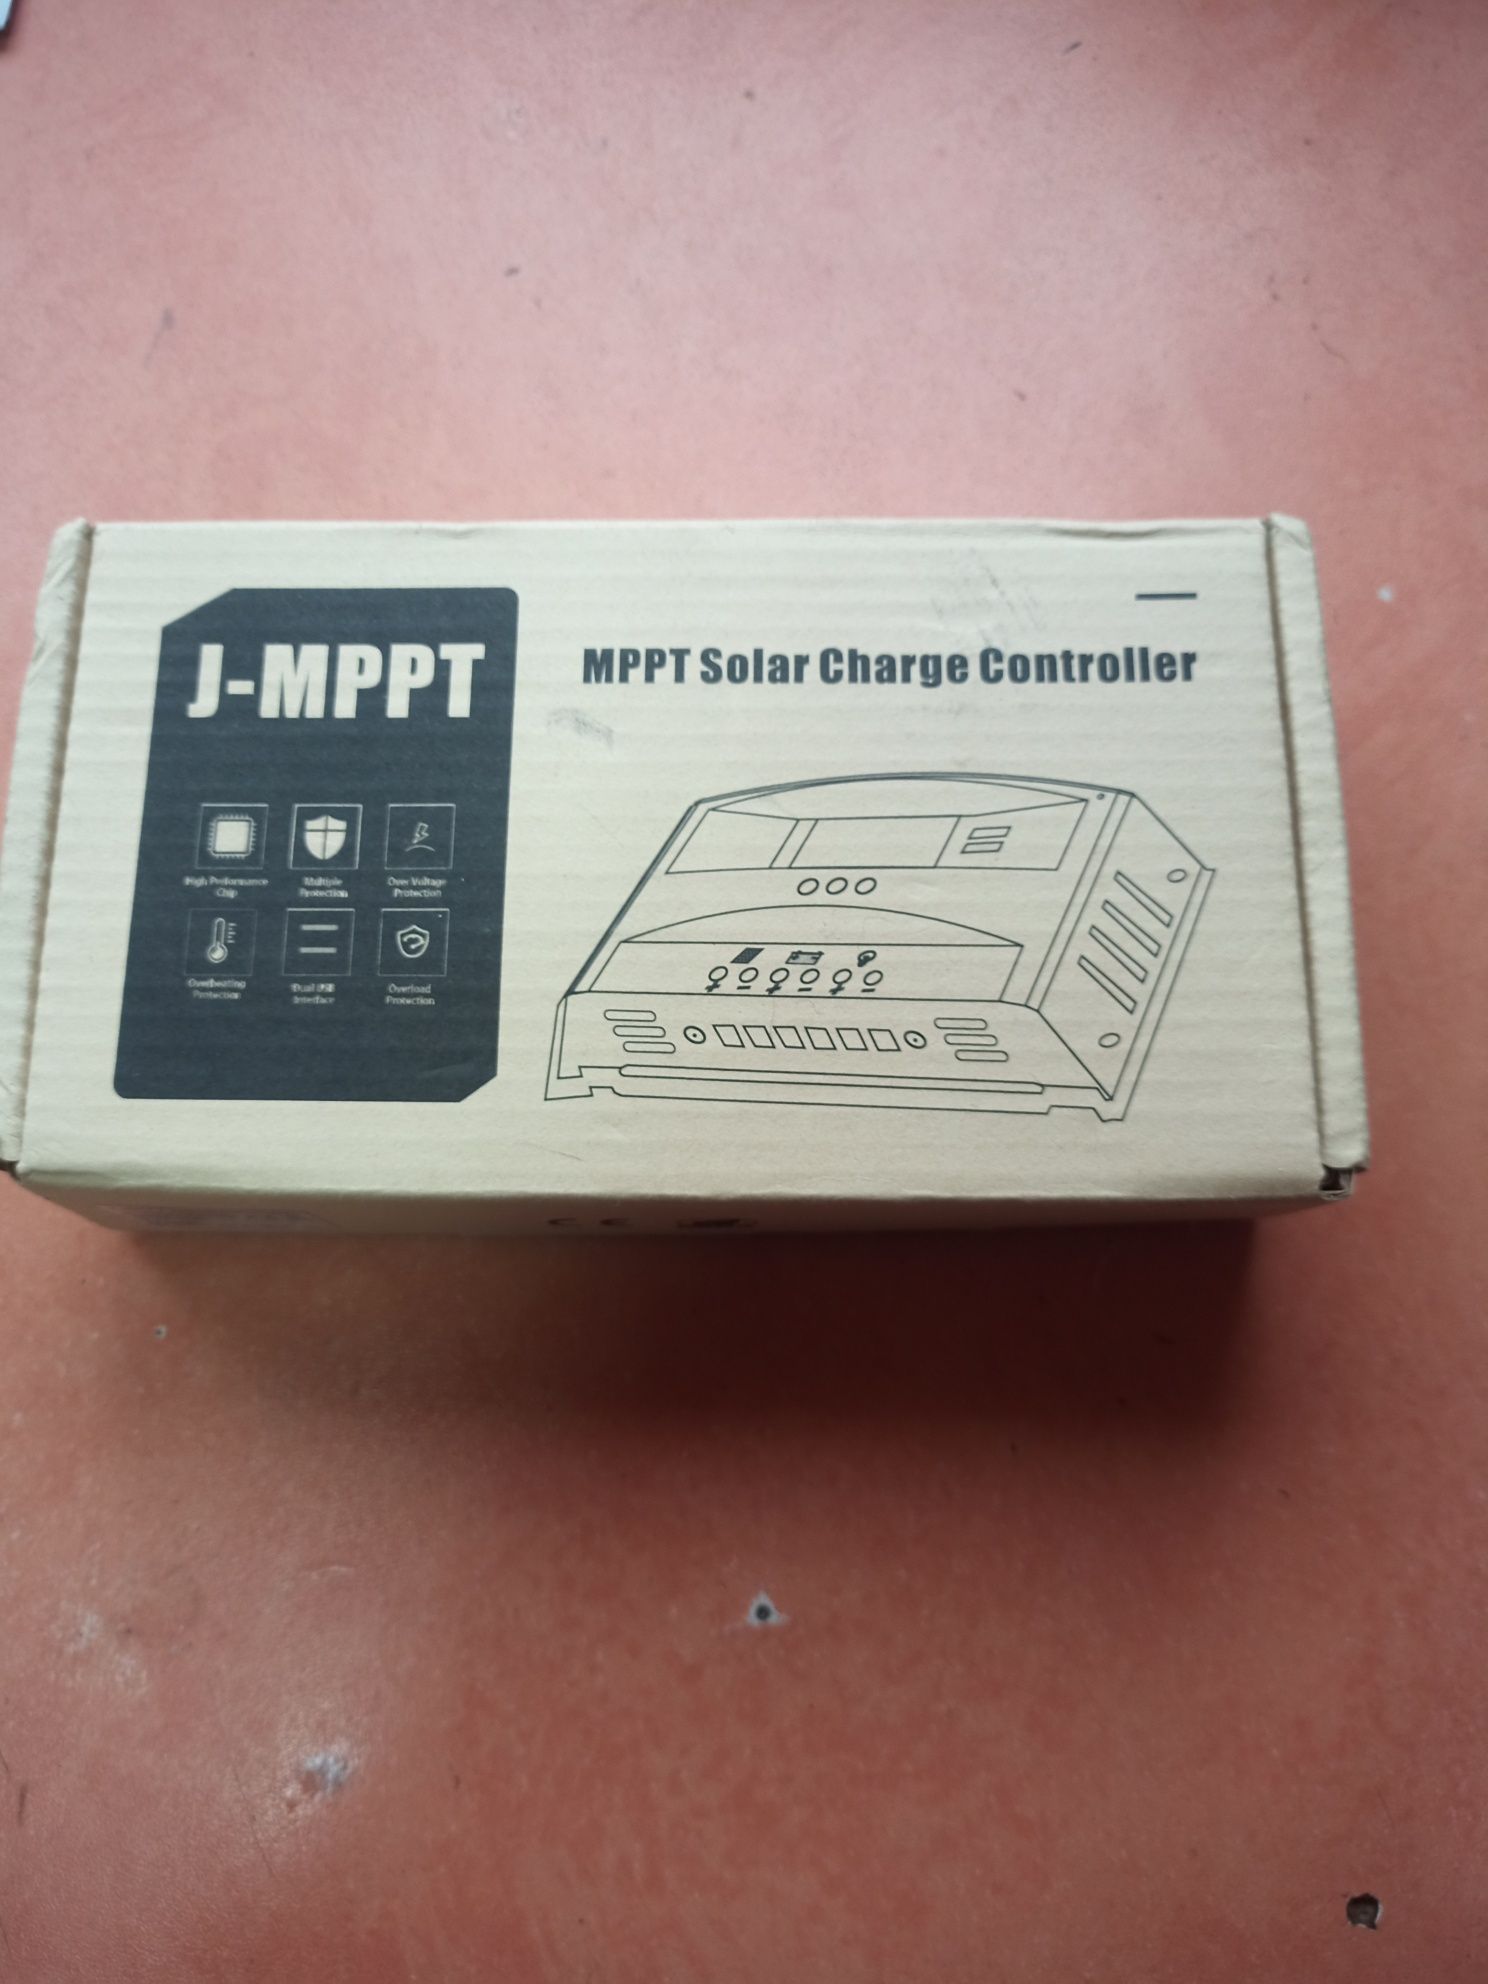 J-MPPT
MPPT Solar Charge Controller
High Preformance
Chip
Multiple
Protection
Over Voltage
Protection
Overheating
Protection
Dual USB
Interface
Overload
Protection